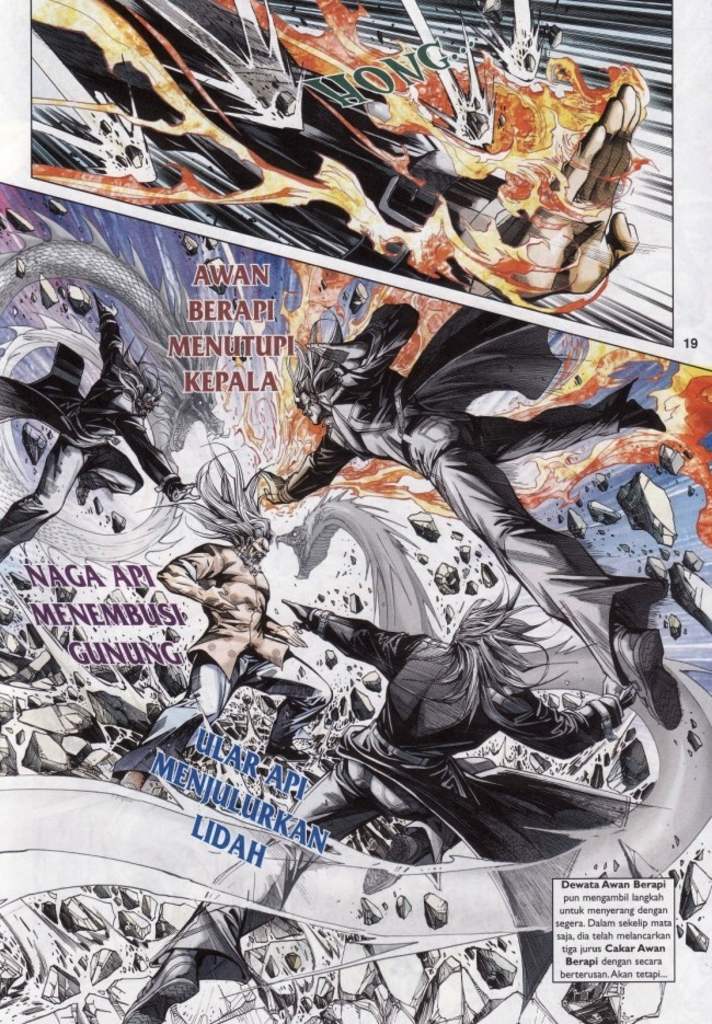 HONG
19
AWAN
BERAPI
MENUTUPI
KEPALA
NAGA API
MENEMBUSI
GUNUNG
ULAR API
MENJULURKAN
LIDAH
Dewata Awan Berapi
pun mengambil langkah
untuk menyerang dengan
segera. Dalam sekelip mata
saja, dia telah melancarkan
tiga jurus Cakar Awan
Berapi dengan secara
berterusan. Akan tetapi...